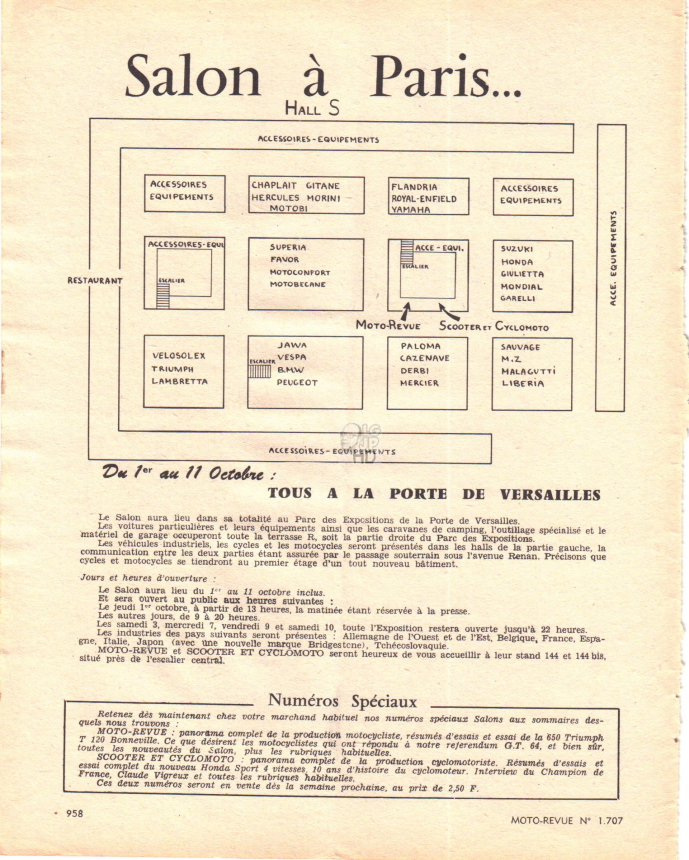 Salon à Paris...
HALL S
ACCESSOIRES-EQUIPEMENTS
ACCESSOIRES
EQUIPEMENTS
CHAPLAIT GITANE
HERCULES MORINI
MOTOBI
FLANDRIA
ROYAL-ENFIELD
YAMAHA
ACCESSOIRES
EQUIPEMENTS
ACCE. EQUIPEMENTS
ACCESSOIRES-EQUI
ESCALIER
SUPERIA
FAVOR
MOTOCONFORT
MOTOBECANE
ACCE - EQUI.
ESCALIER
SUZUKI
HONDA
GIULIETTA
MONDIAL
GARELLI
RESTAURANT
MOTO-REVUE SCOOTER ET CYCLOMOTO
VELOSOLEX
TRIUMPH
LAMBRETTA
ESCALIER
JAWA
VESPA
B.M.W
PEUGEOT
PALOMA
CAZENAVE
DERBI
MERCIER
SAUVAGE
M.Z
MALAGUTTI
LIBERIA
ACCESSOIRES-EQUIPEMENTS
Du 1er au 11 Octobre :
TOUS A LA PORTE DE VERSAILLES
Le Salon aura lieu dans sa totalité au Parc des Expositions de la Porte de Versailles.
Les voitures particulières et leurs équipements ainsi que les caravanes de camping, l'outillage spécialisé et le
matériel de garage occuperont toute la terrasse R, soit la partie droite du Parc des Expositions.
Les véhicules industriels, les cycles et les motocycles seront présentés dans les halls de la partie gauche, la
communication entre les deux parties étant assurée par le passage souterrain sous l'avenue Renan. Précisons que
cycles et motocycles se tiendront au premier étage d'un tout nouveau bâtiment.
Jours et heures d'ouverture :
Le Salon aura lieu du 1er au 11 octobre inclus.
Et sera ouvert au public aux heures suivantes :
Le jeudi 1er octobre, à partir de 13 heures, la matinée étant réservée à la presse.
Les autres jours, de 9 à 20 heures.
Les samedi 3, mercredi 7, vendredi 9 et samedi 10, toute l'Exposition restera ouverte jusqu'à 22 heures.
Les industries des pays suivants seront présentes : Allemagne de l'Ouest et de l'Est, Belgique, France, Espa-
gne, Italie, Japon (avec une nouvelle marque Bridgestone), Tchécoslovaquie.
MOTO-REVUE et SCOOTER ET CYCLOMOTO seront heureux de vous accueillir à leur stand 144 et 144 bis,
situé près de l'escalier central.
Numéros Spéciaux
Retenez dès maintenant chez votre marchand habituel nos numéros spéciaux Salons aux sommaires des-
quels nous trouvons :
MOTO-REVUE : panorama complet de la production motocycliste, résumés d'essais et essai de la 650 Triumph
T 120 Bonneville. Ce que désirent les motocyclistes qui ont répondu à notre referendum G.T. 64, et bien sûr,
toutes les nouveautés du Salon, plus les rubriques habituelles.
SCOOTER ET CYCLOMOTO : panorama complet de la production cyclomotoriste. Résumés d'essais et
essai complet du nouveau Honda Sport 4 vitesses, 10 ans d'histoire du cyclomoteur. Interview du Champion de
France, Claude Vigreux et toutes les rubriques habituelles.
Ces deux numéros seront en vente dès la semaine prochaine, au prix de 2,50 F.
958
MOTO-REVUE N° 1.707